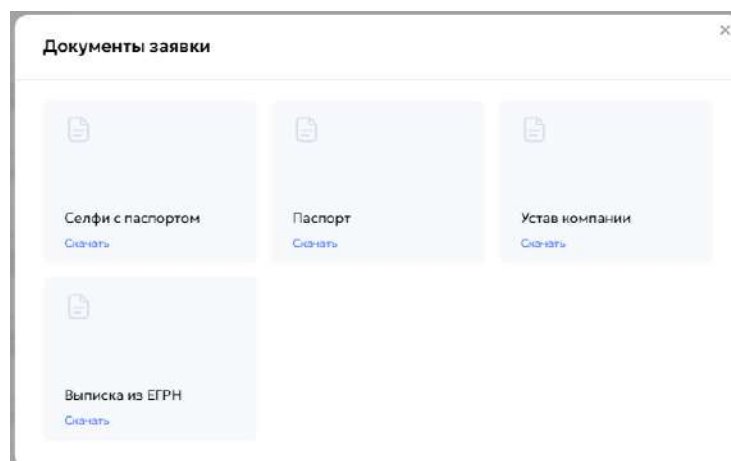 Документы заявки
Селфи с паспортом
Скачать
Паспорт
Скачать
Устав компании
Скачать
Выписка из ЕГРН
Скачать